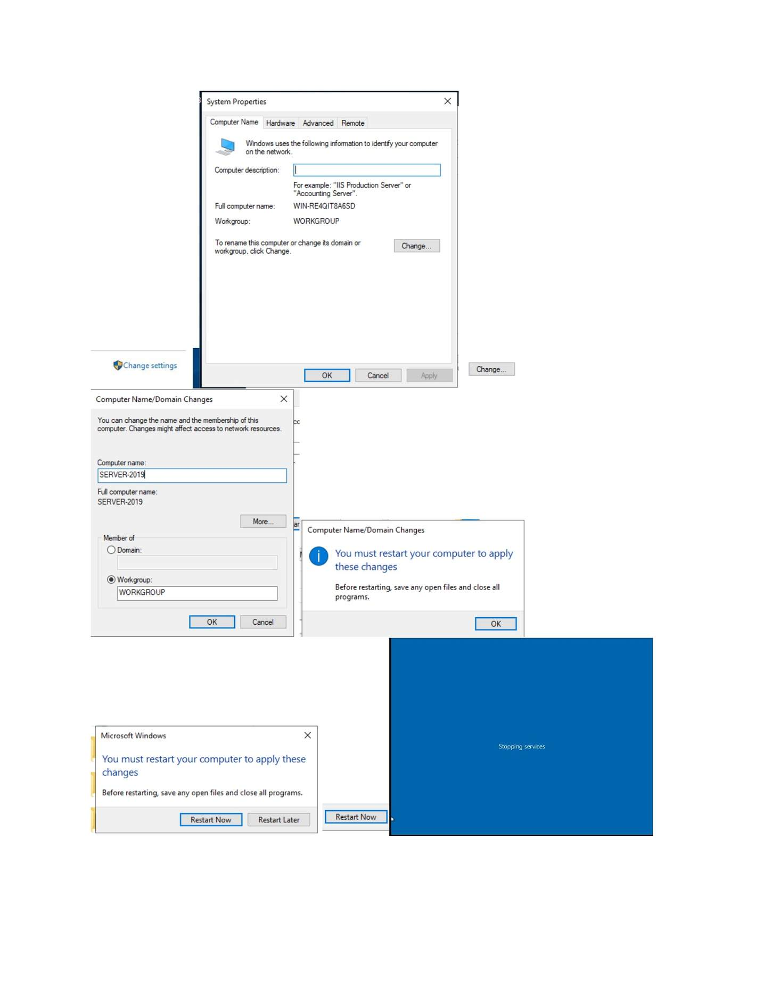 System Properties
Computer Name
Hardware
Advanced
Remote
Windows uses the following information to identify your computer
on the network.
Computer description:
For example: "IIS Production Server" or
"Accounting Server".
Full computer name:
WIN-RE4QIT8A6SD
Workgroup:
WORKGROUP
To rename this computer or change its domain or
workgroup, click Change.
Change...
Change settings
OK
Cancel
Apply
Change...
Computer Name/Domain Changes
You can change the name and the membership of this
computer. Changes might affect access to network resources.
Computer name:
SERVER-2019
Full computer name:
SERVER-2019
More...
Member of
Domain:
Workgroup:
WORKGROUP
OK
Cancel
Computer Name/Domain Changes
You must restart your computer to apply
these changes
Before restarting, save any open files and close all
programs.
OK
Microsoft Windows
You must restart your computer to apply these
changes
Before restarting, save any open files and close all programs.
Restart Now
Restart Later
Restart Now
Stopping services